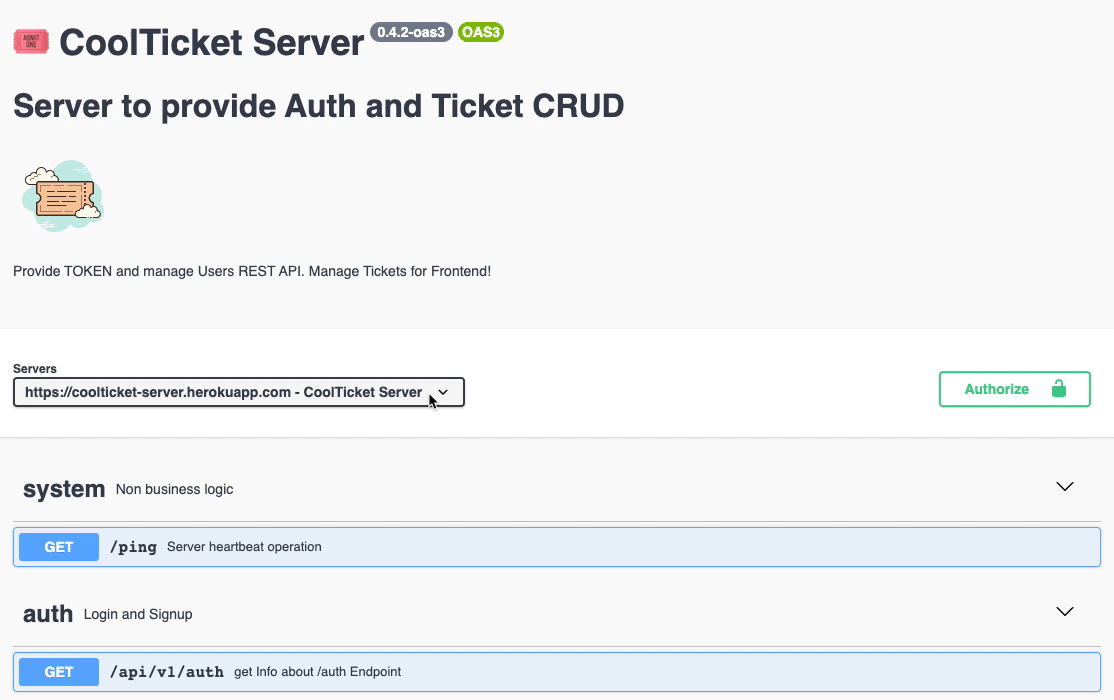 CoolTicket Server 0.4.2-oas3 OAS3
Server to provide Auth and Ticket CRUD
Provide TOKEN and manage Users REST API. Manage Tickets for Frontend!
Servers
https://coolticket-server.herokuapp.com - CoolTicket Server
Authorize
system Non business logic
GET /ping Server heartbeat operation
auth Login and Signup
GET /api/v1/auth get Info about /auth Endpoint